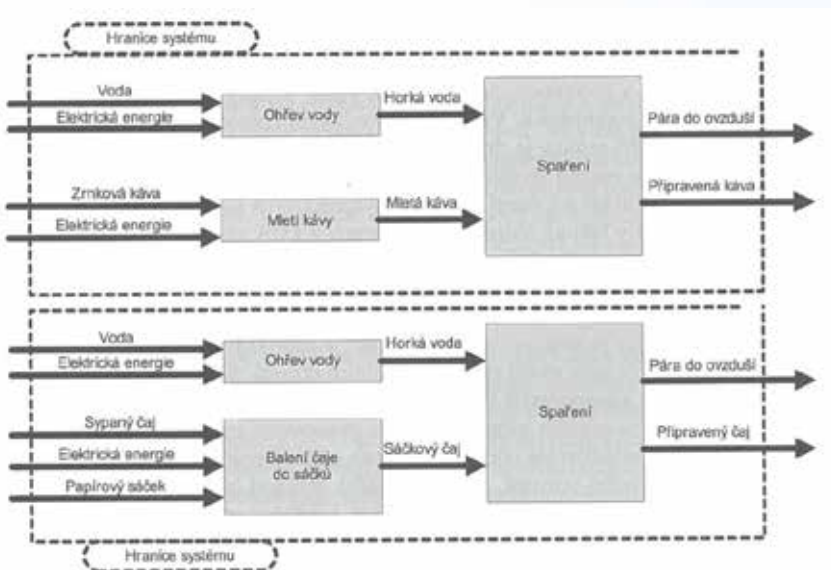 Hranice systému
Voda
Elektrická energie
Ohřev vody
Horká voda
Zrnková káva
Elektrická energie
Mletí kávy
Mletá káva
Spaření
Pára do ovzduší
Připravená káva
Voda
Elektrická energie
Ohřev vody
Horká voda
Sypaný čaj
Elektrická energie
Papírový sáček
Balení čaje
do sáčků
Sáčkový čaj
Spaření
Pára do ovzduší
Připravený čaj
Hranice systému